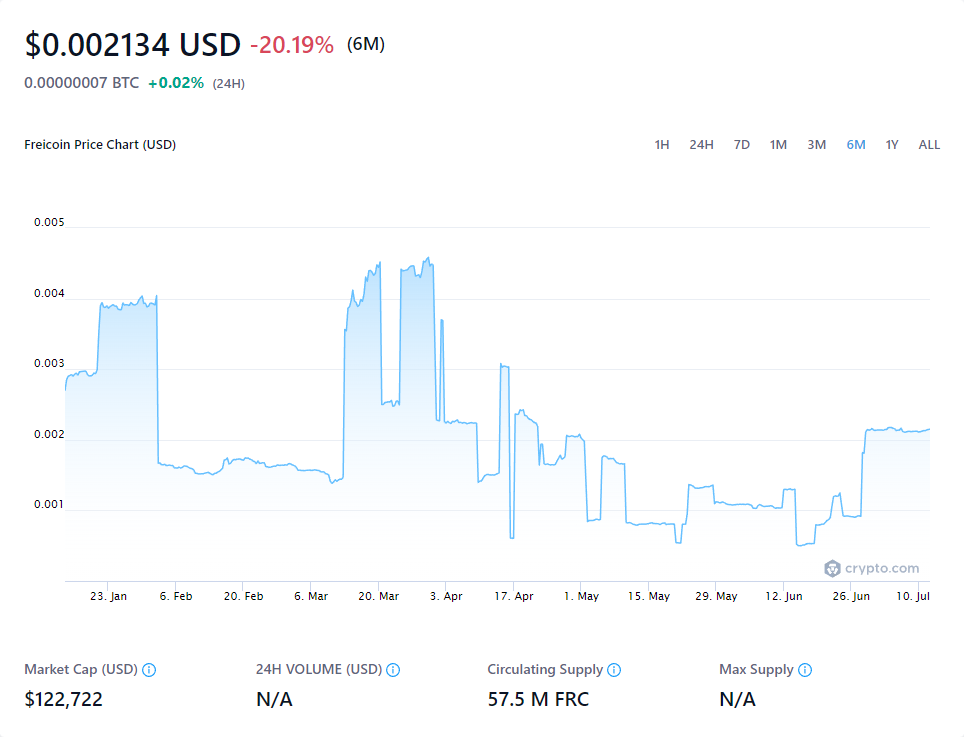 $0.002134 USD -20.19% (6M)
0.00000007 BTC +0.02% (24H)
Freicoin Price Chart (USD) 1H 24H 7D 1M 3M 6M 1Y ALL
0.005
0.004
0.003
0.002
0.001
crypto.com
23. Jan 6. Feb 20. Feb 6. Mar 20. Mar 3. Apr 17. Apr 1. May 15. May 29. May 12. Jun 26. Jun 10. Jul
Market Cap (USD) 24H VOLUME (USD) Circulating Supply Max Supply
$122,722 N/A 57.5 M FRC N/A